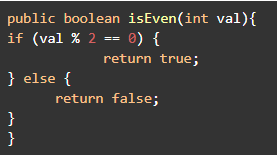 public boolean isEven(int val){
if (val % 2 == 0) {
return true;
} else {
return false;
}
}